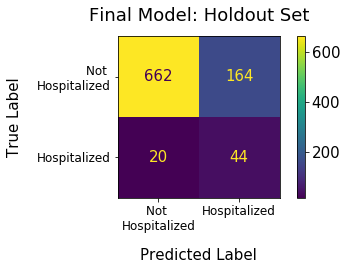 Final Model: Holdout Set
True Label
Not
Hospitalized
662
164
Hospitalized
20
44
Not
Hospitalized
Hospitalized
Predicted Label
600
400
200